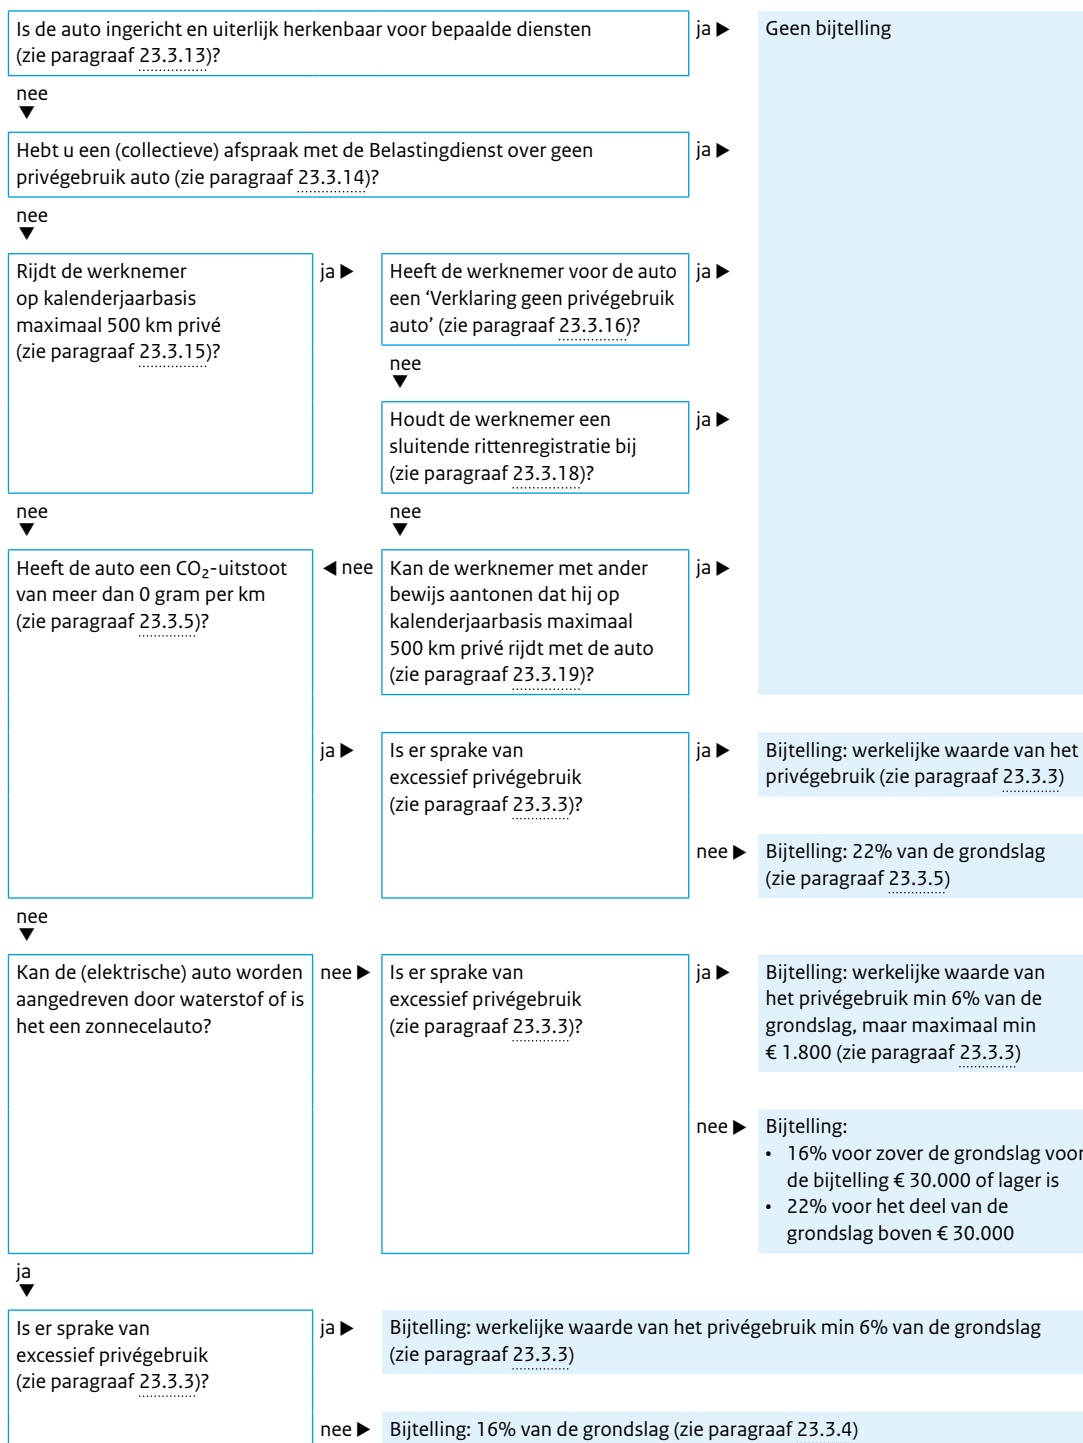 Is de auto ingericht en uiterlijk herkenbaar voor bepaalde diensten
(zie paragraaf 23.3.13)?
ja ▶
Geen bijtelling
nee
▼
Hebt u een (collectieve) afspraak met de Belastingdienst over geen
privégebruik auto (zie paragraaf 23.3.14)?
ja ▶
nee
▼
Rijdt de werknemer
op kalenderjaarbasis
maximaal 500 km privé
(zie paragraaf 23.3.15)?
ja ▶
Heeft de werknemer voor de auto
een ‘Verklaring geen privégebruik
auto’ (zie paragraaf 23.3.16)?
ja ▶
nee
▼
Houdt de werknemer een
sluitende rittenregistratie bij
(zie paragraaf 23.3.18)?
ja ▶
nee
▼
nee
▼
Heeft de auto een CO₂-uitstoot
van meer dan 0 gram per km
(zie paragraaf 23.3.5)?
◀ nee
Kan de werknemer met ander
bewijs aantonen dat hij op
kalenderjaarbasis maximaal
500 km privé rijdt met de auto
(zie paragraaf 23.3.19)?
ja ▶
ja ▶
Is er sprake van
excessief privégebruik
(zie paragraaf 23.3.3)?
ja ▶
Bijtelling: werkelijke waarde van het
privégebruik (zie paragraaf 23.3.3)
nee ▶
Bijtelling: 22% van de grondslag
(zie paragraaf 23.3.5)
nee
▼
Kan de (elektrische) auto worden
aangedreven door waterstof of is
het een zonnecelauto?
nee ▶
Is er sprake van
excessief privégebruik
(zie paragraaf 23.3.3)?
ja ▶
Bijtelling: werkelijke waarde van
het privégebruik min 6% van de
grondslag, maar maximaal min
€ 1.800 (zie paragraaf 23.3.3)
nee ▶
Bijtelling:
• 16% voor zover de grondslag voor
de bijtelling € 30.000 of lager is
• 22% voor het deel van de
grondslag boven € 30.000
ja
▼
Is er sprake van
excessief privégebruik
(zie paragraaf 23.3.3)?
ja ▶
Bijtelling: werkelijke waarde van het privégebruik min 6% van de grondslag
(zie paragraaf 23.3.3)
nee ▶
Bijtelling: 16% van de grondslag (zie paragraaf 23.3.4)